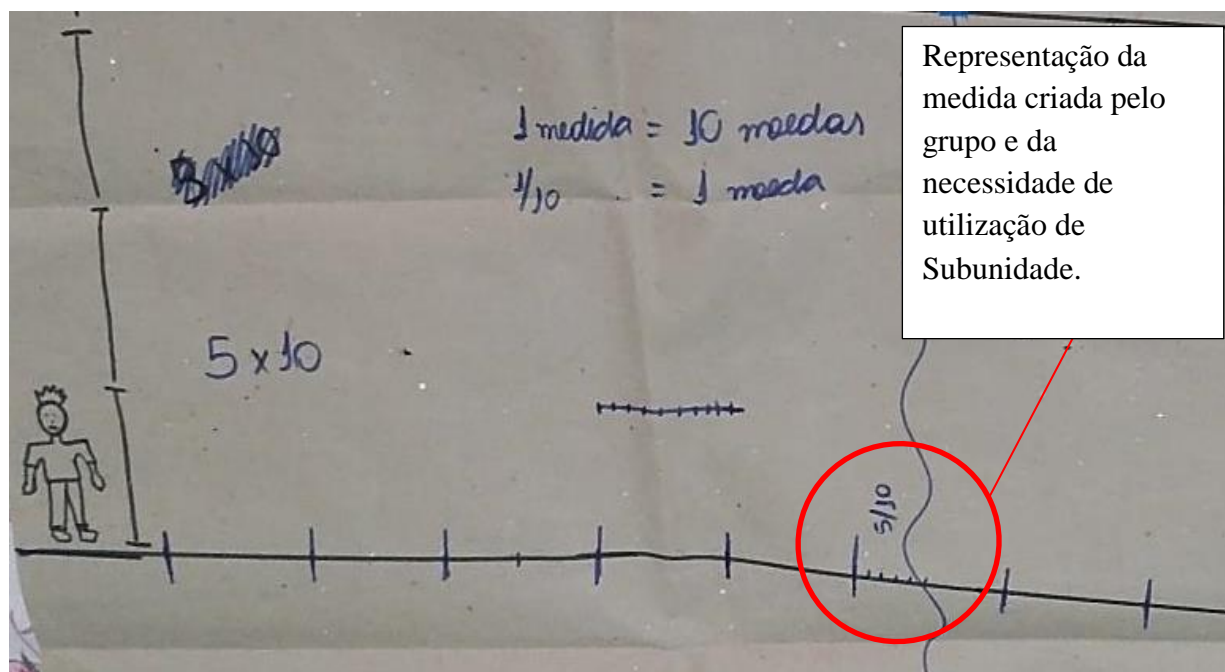 1 medida = 10 moedas
1/10 = 1 moeda
5 x 10
5/10
Representação da
medida criada pelo
grupo e da
necessidade de
utilização de
Subunidade.